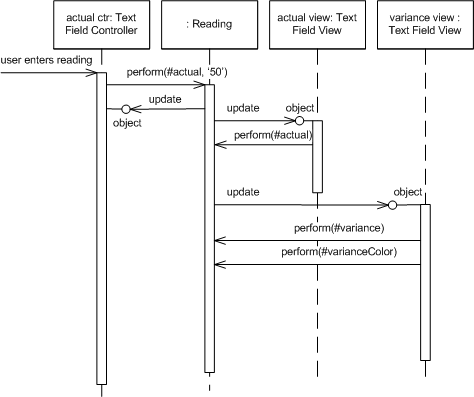 actual ctr: Text
Field Controller
: Reading
actual view: Text
Field View
variance view :
Text Field View
user enters reading
perform(#actual, '50')
update
object
update
object
perform(#actual)
update
object
perform(#variance)
perform(#varianceColor)